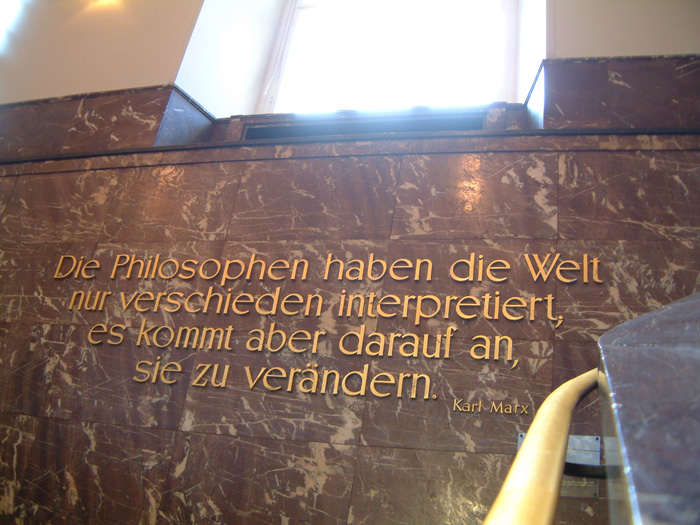 Die Philosophen haben die Welt
nur verschieden interpretiert,
es kommt aber darauf an,
sie zu verändern.
Karl Marx